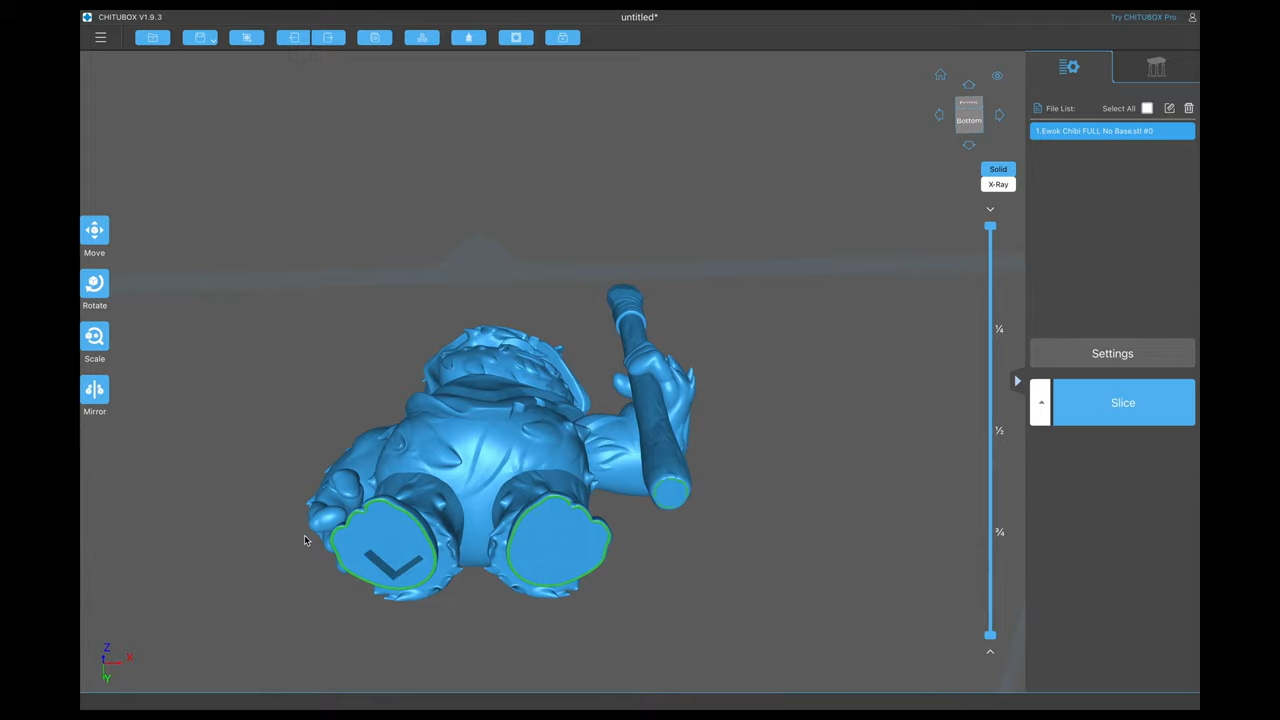 CHITUBOX V1.9.3
untitled*
Try CHITUBOX Pro
File List:
Select All
1.Ewok Chibi FULL No Base.stl #0
Bottom
Solid
X-Ray
Move
Rotate
Scale
Mirror
¼
½
¾
Settings
Slice
Z
X
Y